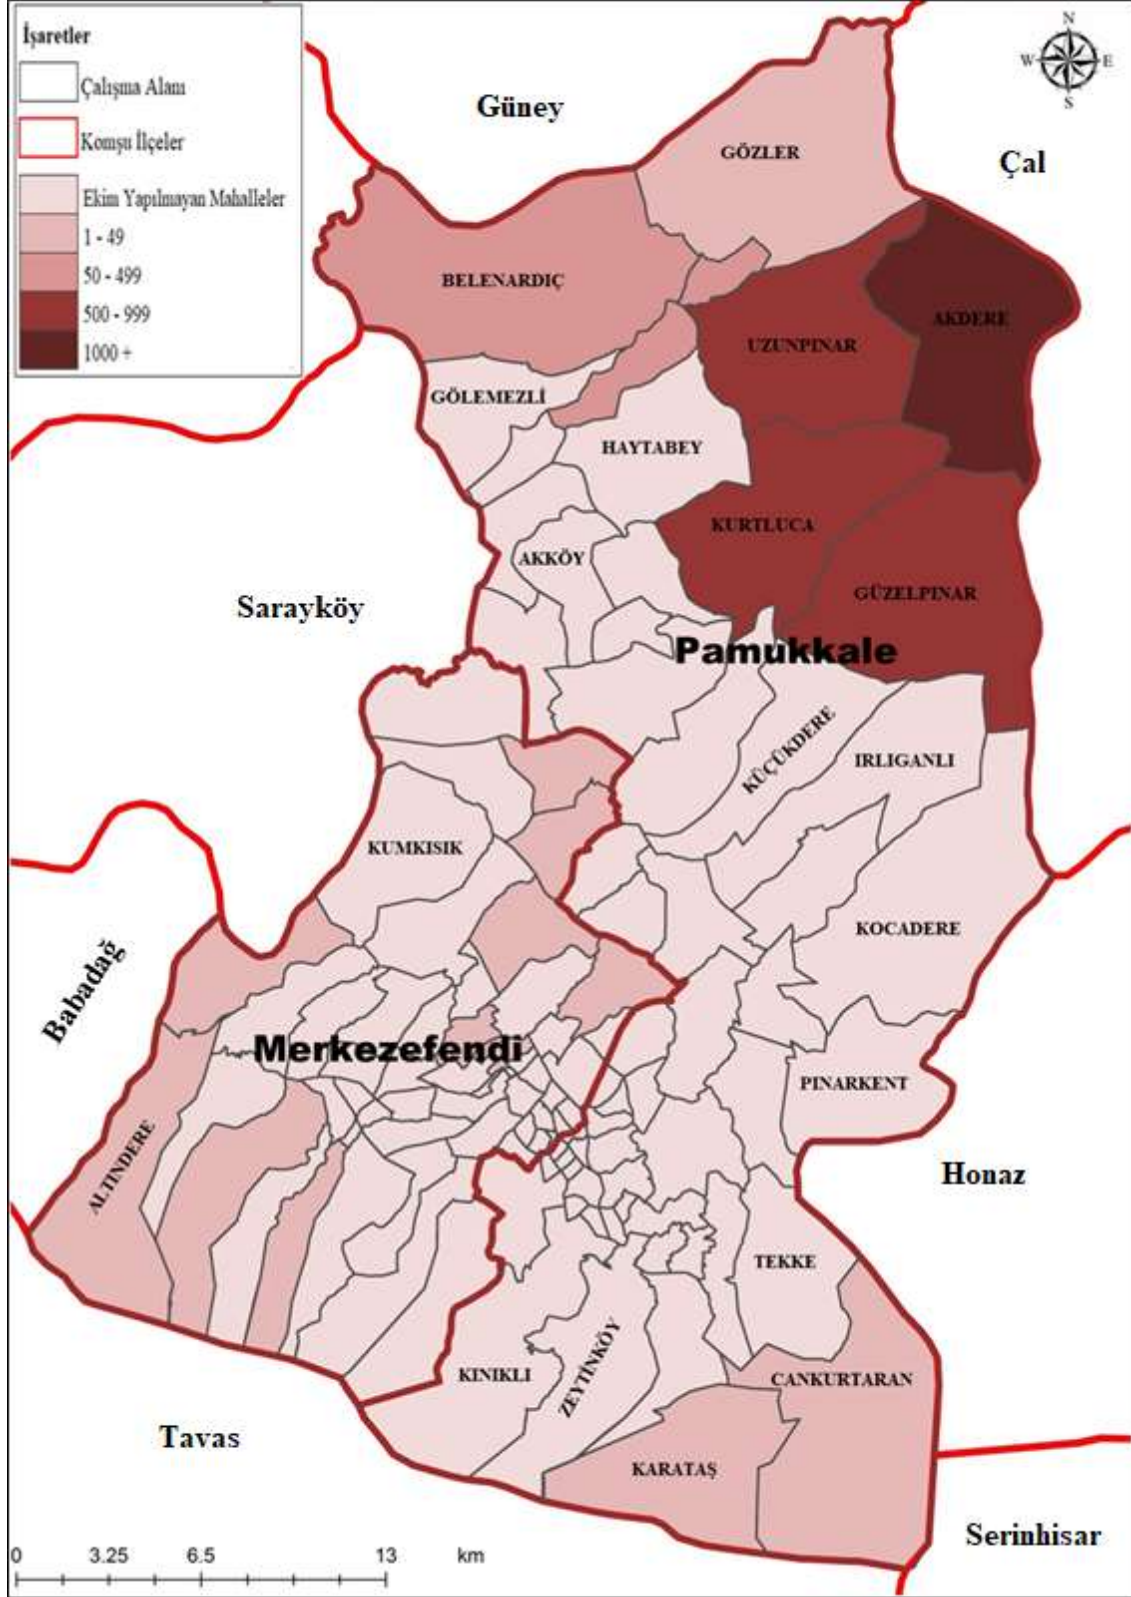 İşaretler
Çalışma Alanı
Komşu İlçeler
Ekim Yapılmayan Mahalleler
1 - 49
50 - 499
500 - 999
1000 +
N
W E
S
Güney
Çal
GÖZLER
BELENARDIÇ
AKDERE
UZUNPINAR
GÖLEMEZLİ
HAYTABEY
KURTLUCA
AKKÖY
GÜZELPINAR
Sarayköy
Pamukkale
KÜÇÜKDERE
IRLIGANLI
KUMKISIK
KOCADERE
Babadağ
Merkezefendi
PINARKENT
ALTINDERE
Honaz
TEKKE
KINIKLI
ZEYTİNKÖY
CANKURTARAN
Tavas
KARATAŞ
Serinhisar
0 3.25 6.5 13 km